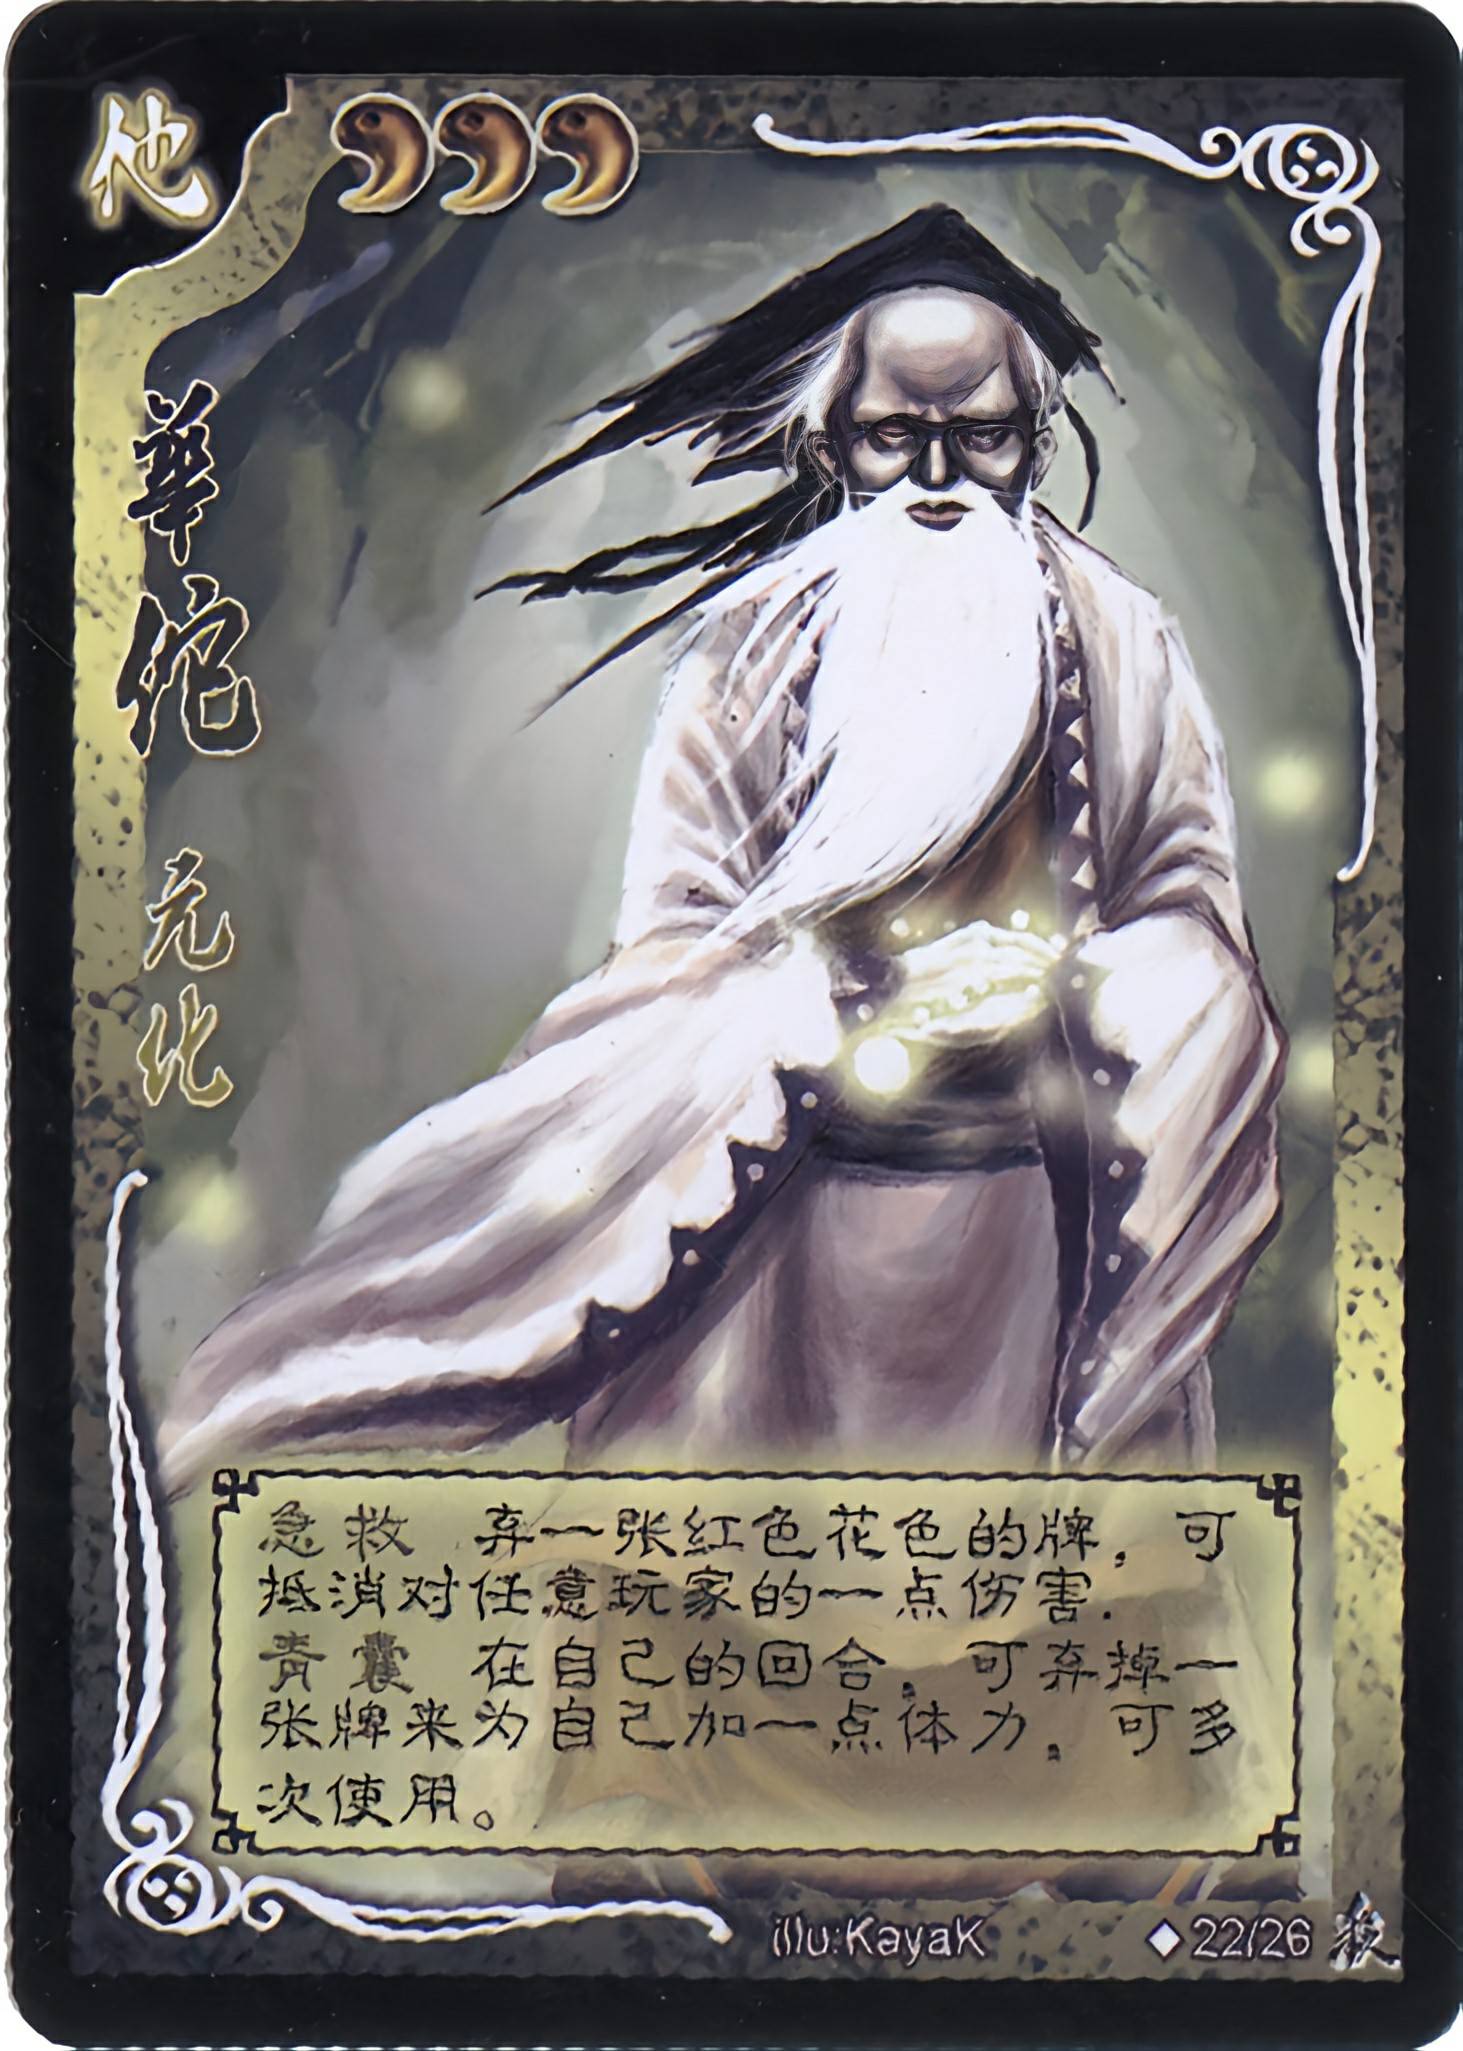 他
華佗
元化
急救 弃一张红色花色的牌，可
抵消对任意玩家的一点伤害.
青囊 在自己的回合，可弃掉一
张牌来为自己加一点体力，可多
次使用。
illu:KayaK
◆22/26